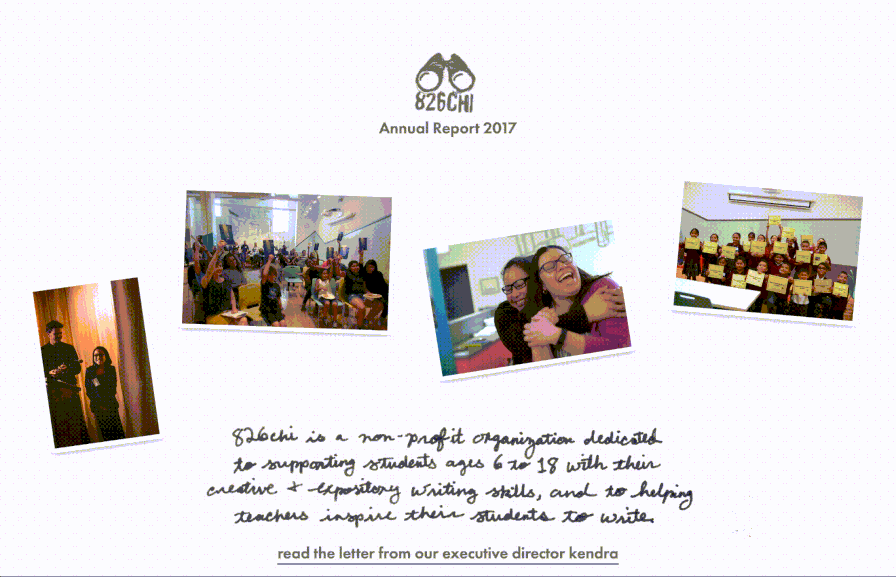 826CHI
Annual Report 2017
826chi is a non-profit organization dedicated
to supporting students ages 6 to 18 with their
creative + expository writing skills, and to helping
teachers inspire their students to write.
read the letter from our executive director kendra